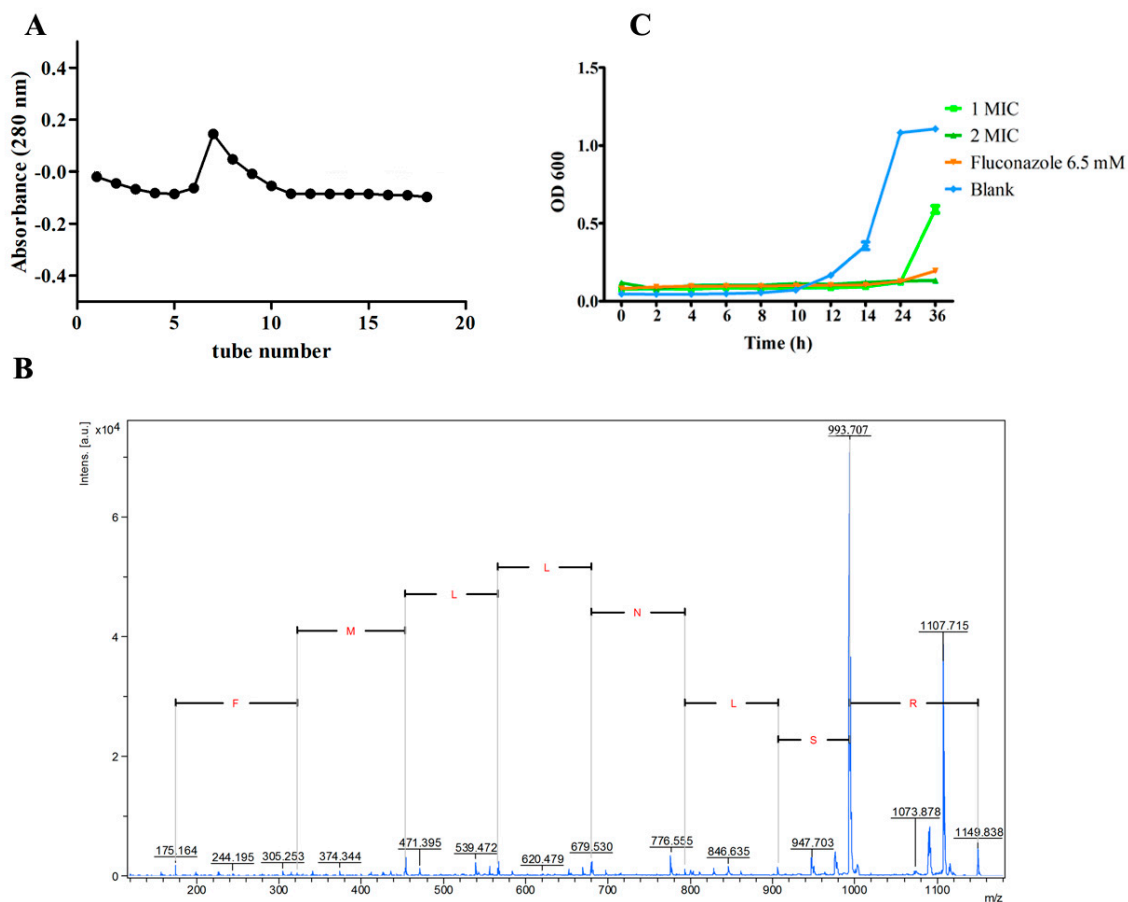 A
Absorbance (280 nm)
0.4
0.2
-0.0
-0.2
-0.4
0 5 10 15 20
tube number
C
OD 600
1.5
1.0
0.5
0.0
0 2 4 6 8 10 12 14 24 36
Time (h)
1 MIC
2 MIC
Fluconazole 6.5 mM
Blank
B
Intens. [a.u.]
x10⁴
6
4
2
0
993.707
L
L
N
M
1107.715
F
L
R
S
1073.878
175.164
244.195
305.253
374.344
471.395
539.472
620.479
679.530
776.555
846.635
947.703
1149.838
200 300 400 500 600 700 800 900 1000 1100 m/z